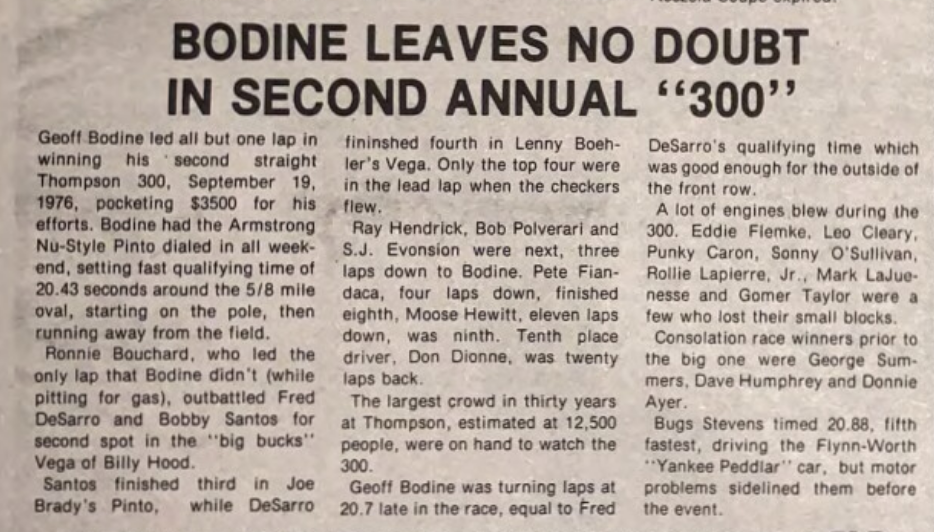 BODINE LEAVES NO DOUBT
IN SECOND ANNUAL "300"
Geoff Bodine led all but one lap in
winning his second straight
Thompson 300, September 19,
1976, pocketing $3500 for his
efforts. Bodine had the Armstrong
Nu-Style Pinto dialed in all week-
end, setting fast qualifying time of
20.43 seconds around the 5/8 mile
oval, starting on the pole, then
running away from the field.
Ronnie Bouchard, who led the
only lap that Bodine didn't (while
pitting for gas), outbattled Fred
DeSarro and Bobby Santos for
second spot in the "big bucks"
Vega of Billy Hood.
Santos finished third in Joe
Brady's Pinto, while DeSarro
fininshed fourth in Lenny Boeh-
ler's Vega. Only the top four were
in the lead lap when the checkers
flew.
Ray Hendrick, Bob Polverari and
S.J. Evonsion were next, three
laps down to Bodine. Pete Fian-
daca, four laps down, finished
eighth, Moose Hewitt, eleven laps
down, was ninth. Tenth place
driver, Don Dionne, was twenty
laps back.
The largest crowd in thirty years
at Thompson, estimated at 12,500
people, were on hand to watch the
300.
Geoff Bodine was turning laps at
20.7 late in the race, equal to Fred
DeSarro's qualifying time which
was good enough for the outside of
the front row.
A lot of engines blew during the
300. Eddie Flemke, Leo Cleary,
Punky Caron, Sonny O'Sullivan,
Rollie Lapierre, Jr., Mark LaJue-
nesse and Gomer Taylor were a
few who lost their small blocks.
Consolation race winners prior to
the big one were George Sum-
mers, Dave Humphrey and Donnie
Ayer.
Bugs Stevens timed 20.88, fifth
fastest, driving the Flynn-Worth
"Yankee Peddlar" car, but motor
problems sidelined them before
the event.